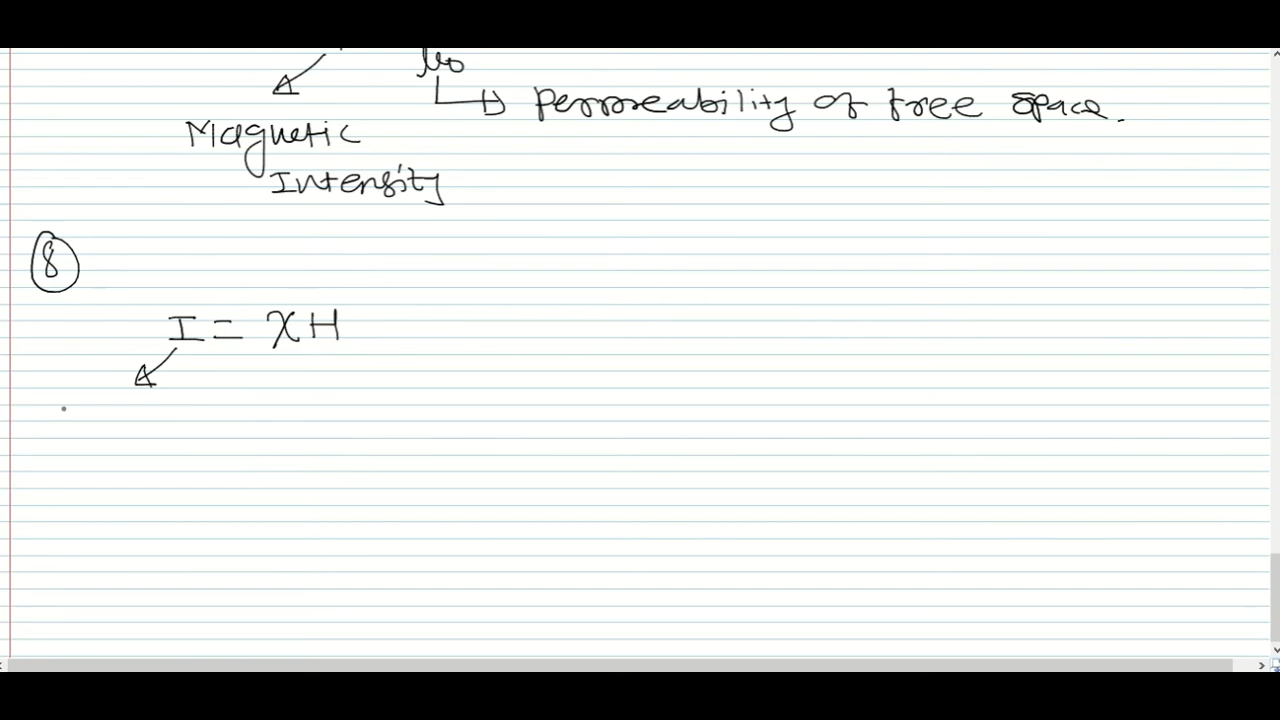 μ₀
Permeability of free space.
Magnetic
Intensity
8
I = χH